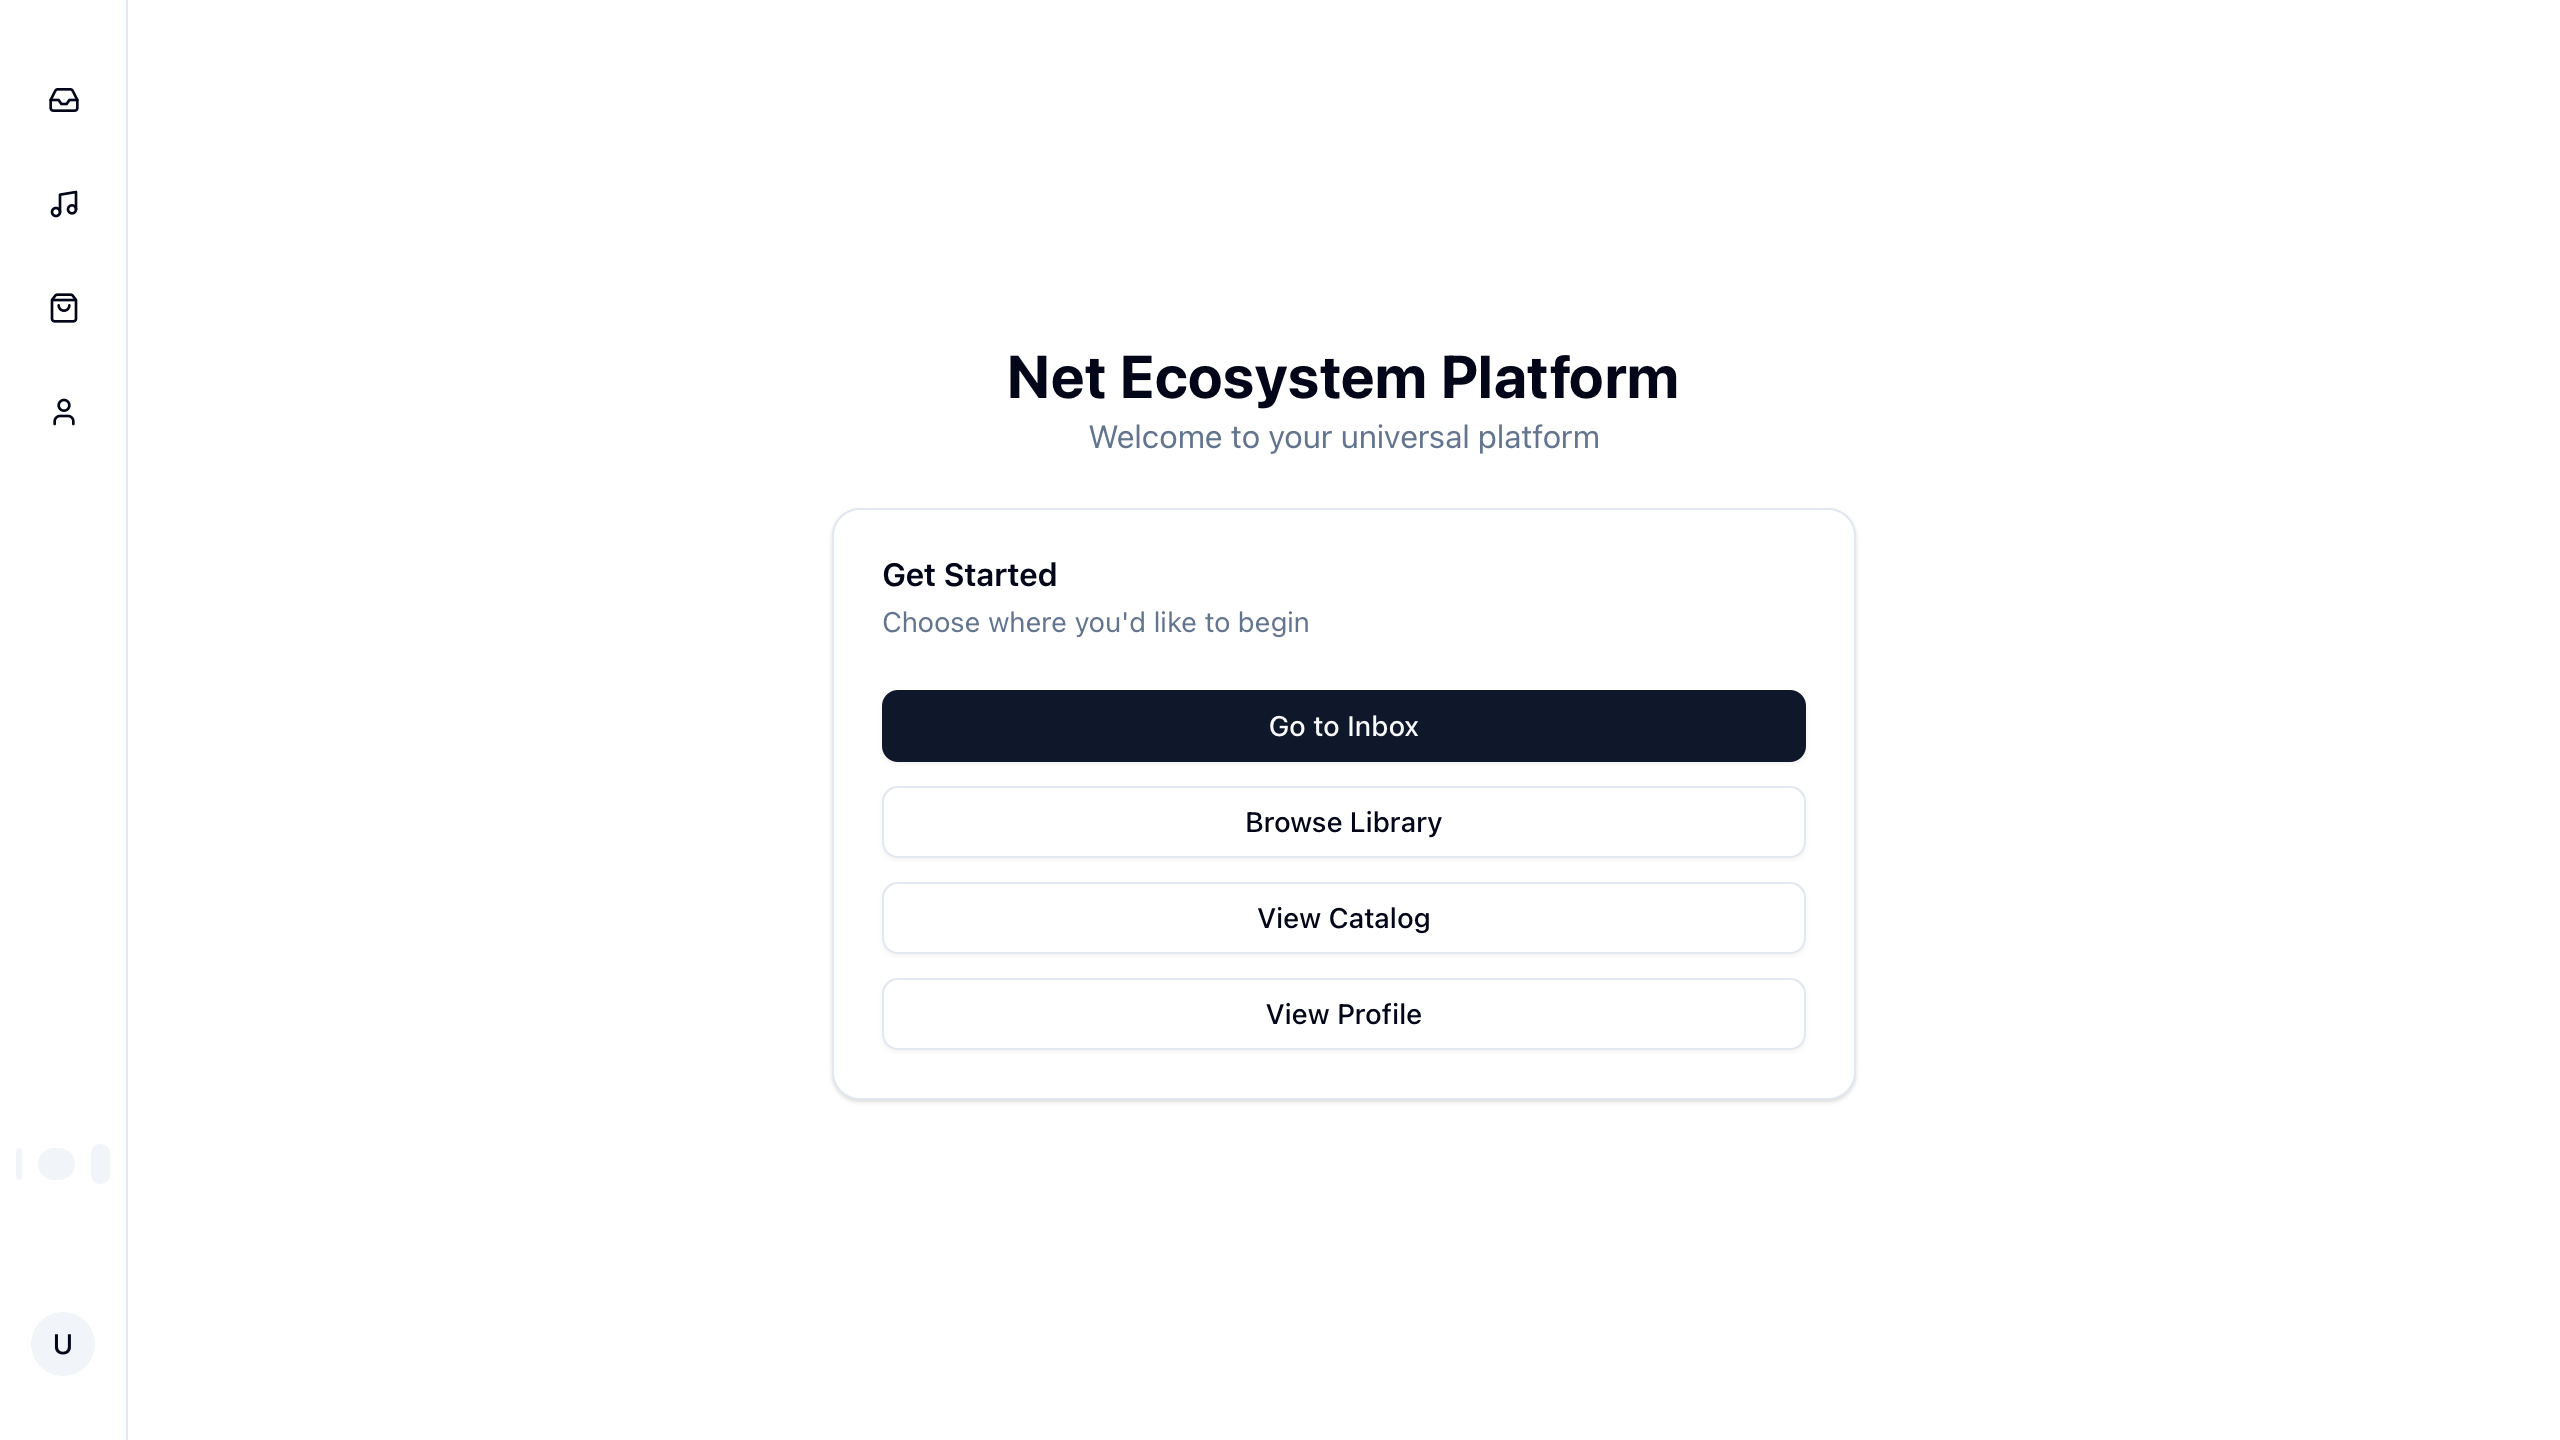 Net Ecosystem Platform
Welcome to your universal platform
Get Started
Choose where you'd like to begin
Go to Inbox
Browse Library
View Catalog
View Profile
U